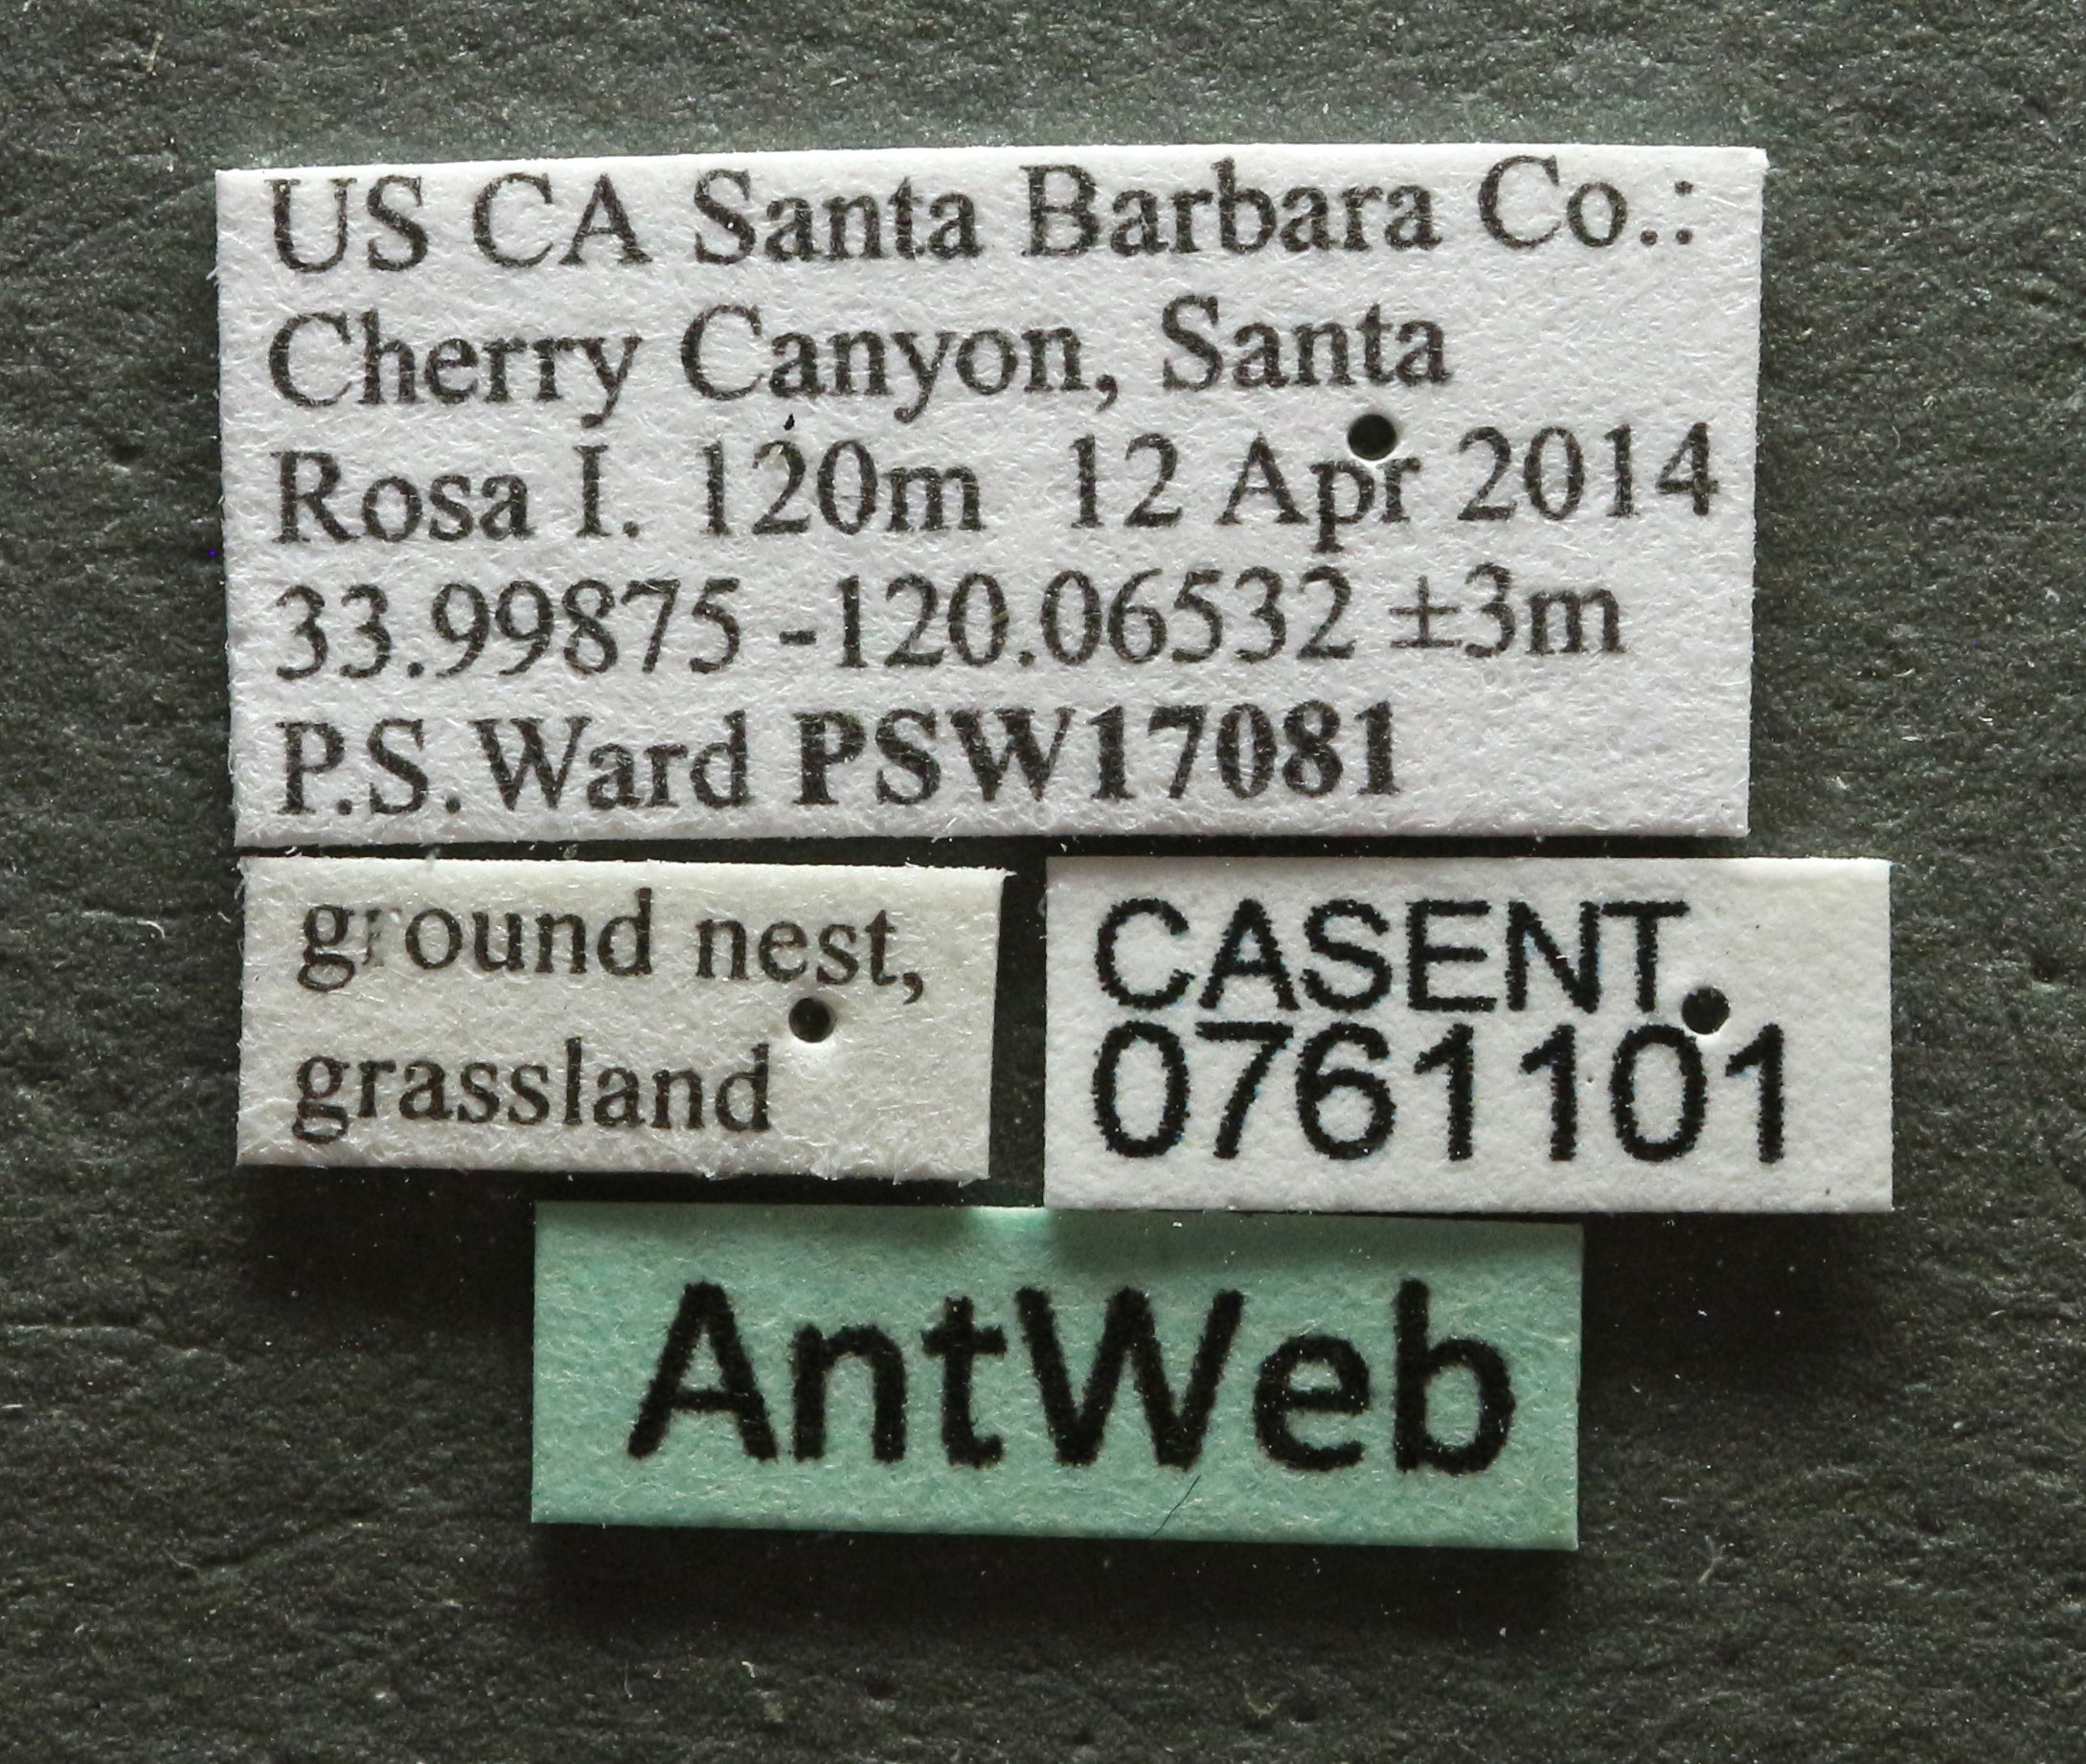 US CA Santa Barbara Co.:
Cherry Canyon, Santa
Rosa I. 120m 12 Apr 2014
33.99875 -120.06532 ±3m
P.S. Ward PSW17081
ground nest,
grassland
CASENT
0761101
AntWeb